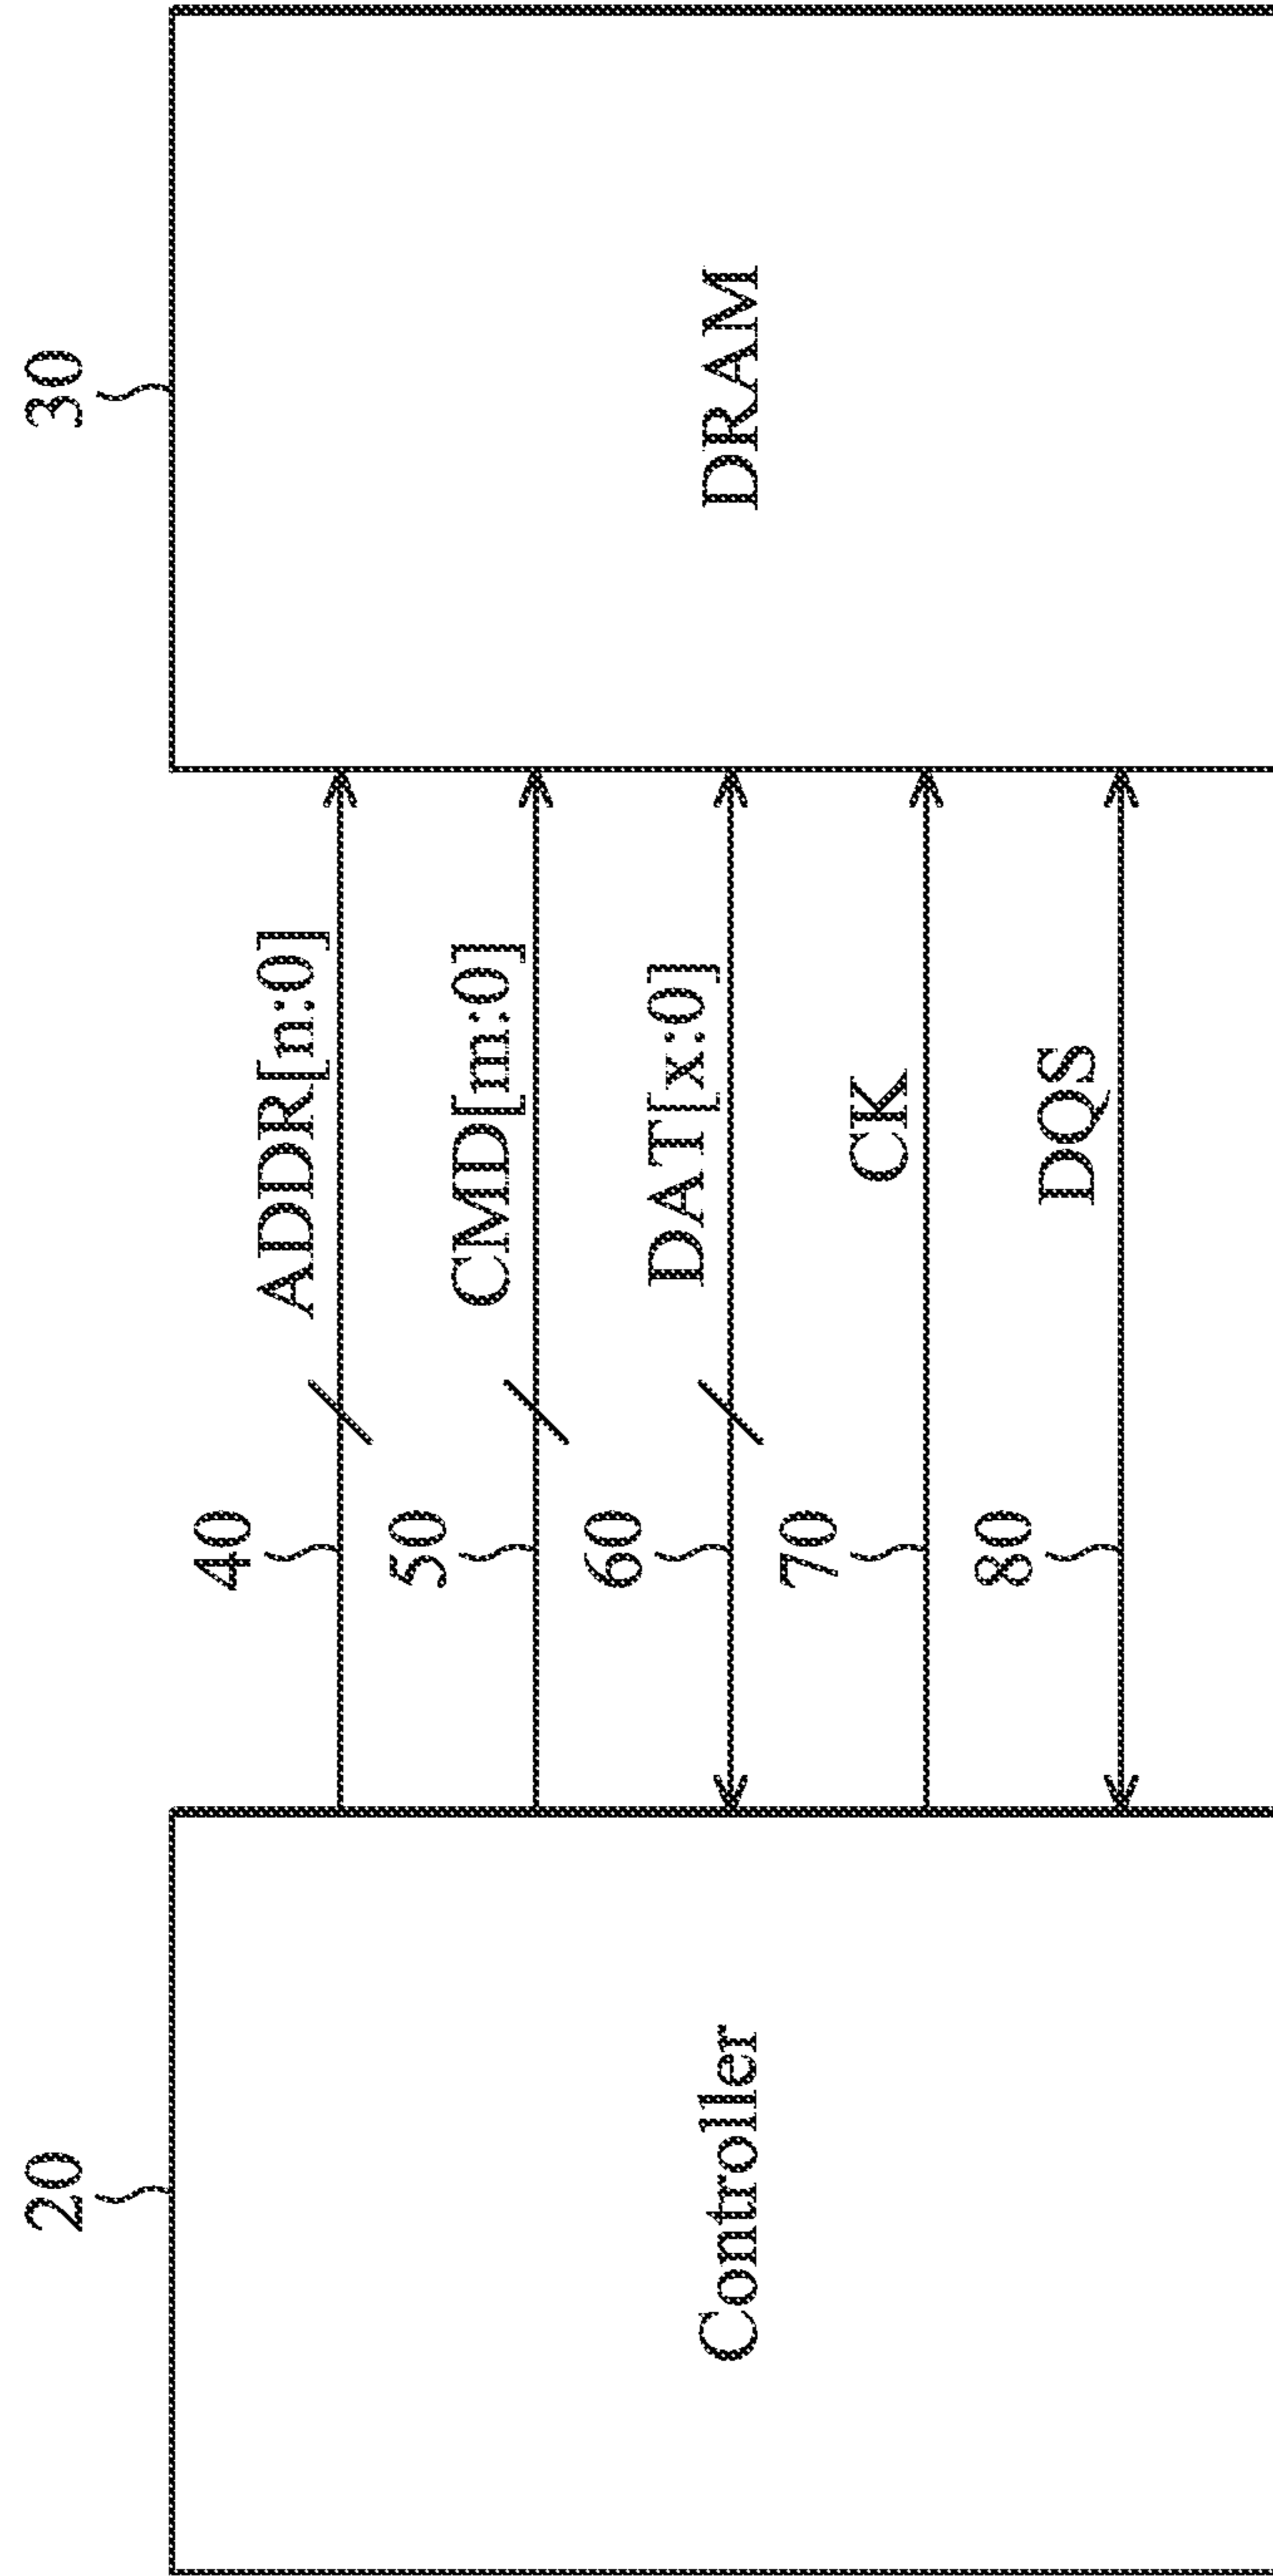 20
30
40
ADDR[n:0]
50
CMD[m:0]
60
DAT[x:0]
70
CK
80
DQS
Controller
DRAM